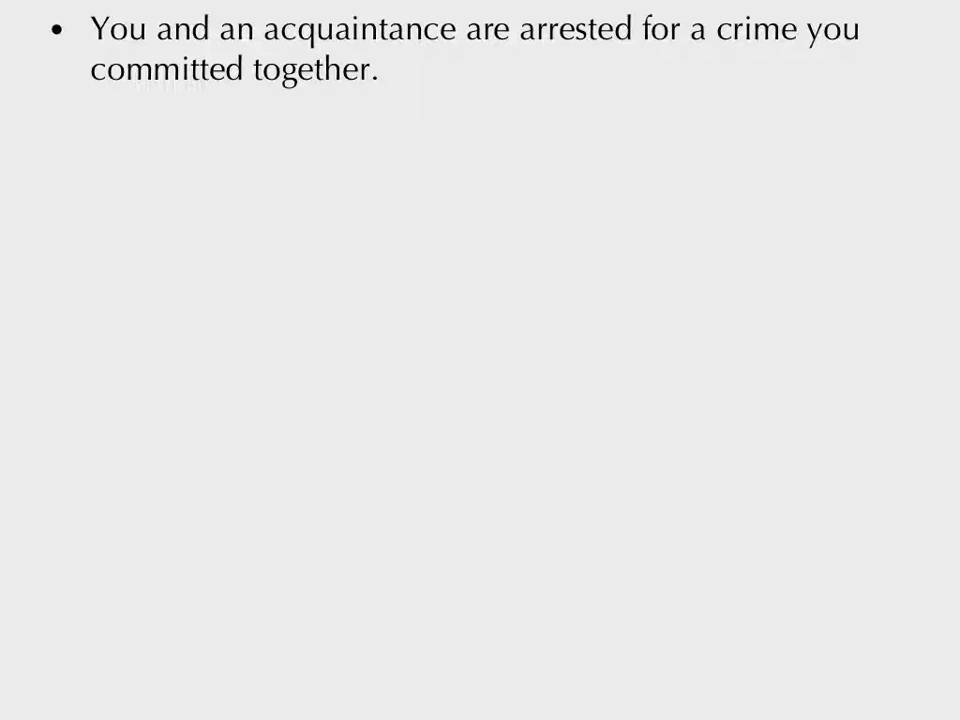 • You and an acquaintance are arrested for a crime you
committed together.